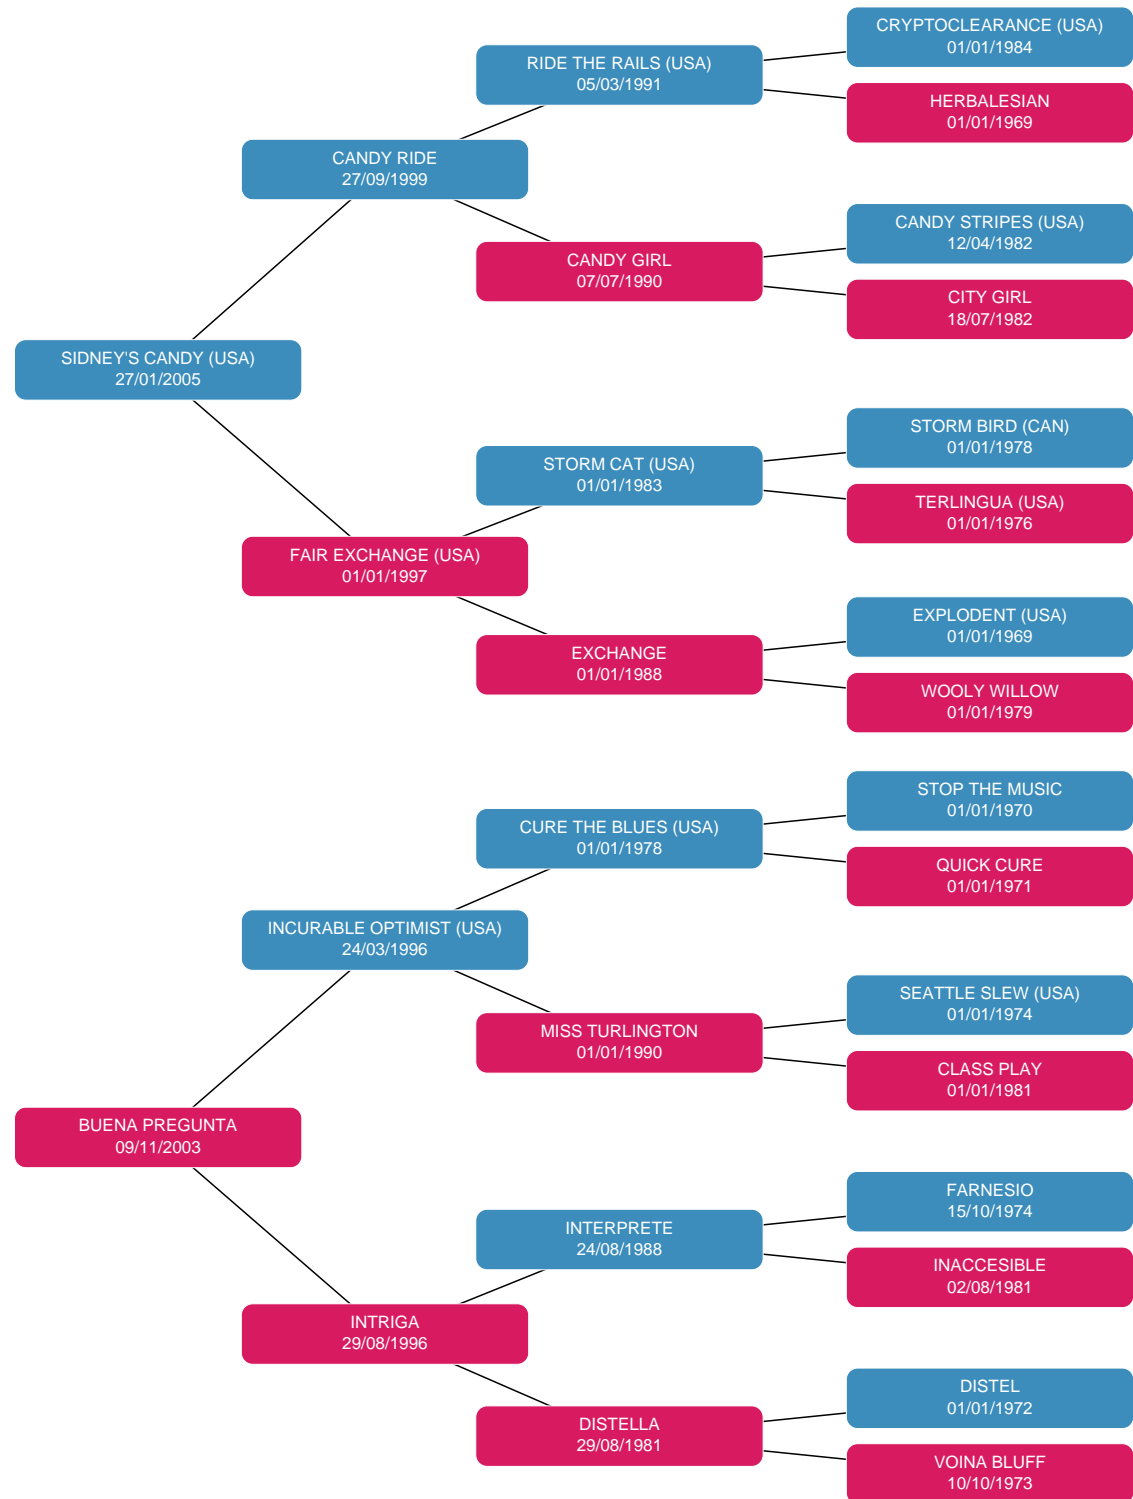 CRYPTOCLEARANCE (USA)
01/01/1984
RIDE THE RAILS (USA)
05/03/1991
HERBALESIAN
01/01/1969
CANDY RIDE
27/09/1999
CANDY STRIPES (USA)
12/04/1982
CANDY GIRL
07/07/1990
CITY GIRL
18/07/1982
SIDNEY'S CANDY (USA)
27/01/2005
STORM BIRD (CAN)
01/01/1978
STORM CAT (USA)
01/01/1983
TERLINGUA (USA)
01/01/1976
FAIR EXCHANGE (USA)
01/01/1997
EXPLODENT (USA)
01/01/1969
EXCHANGE
01/01/1988
WOOLY WILLOW
01/01/1979
STOP THE MUSIC
01/01/1970
CURE THE BLUES (USA)
01/01/1978
QUICK CURE
01/01/1971
INCURABLE OPTIMIST (USA)
24/03/1996
SEATTLE SLEW (USA)
01/01/1974
MISS TURLINGTON
01/01/1990
CLASS PLAY
01/01/1981
BUENA PREGUNTA
09/11/2003
FARNESIO
15/10/1974
INTERPRETE
24/08/1988
INACCESIBLE
02/08/1981
INTRIGA
29/08/1996
DISTEL
01/01/1972
DISTELLA
29/08/1981
VOINA BLUFF
10/10/1973